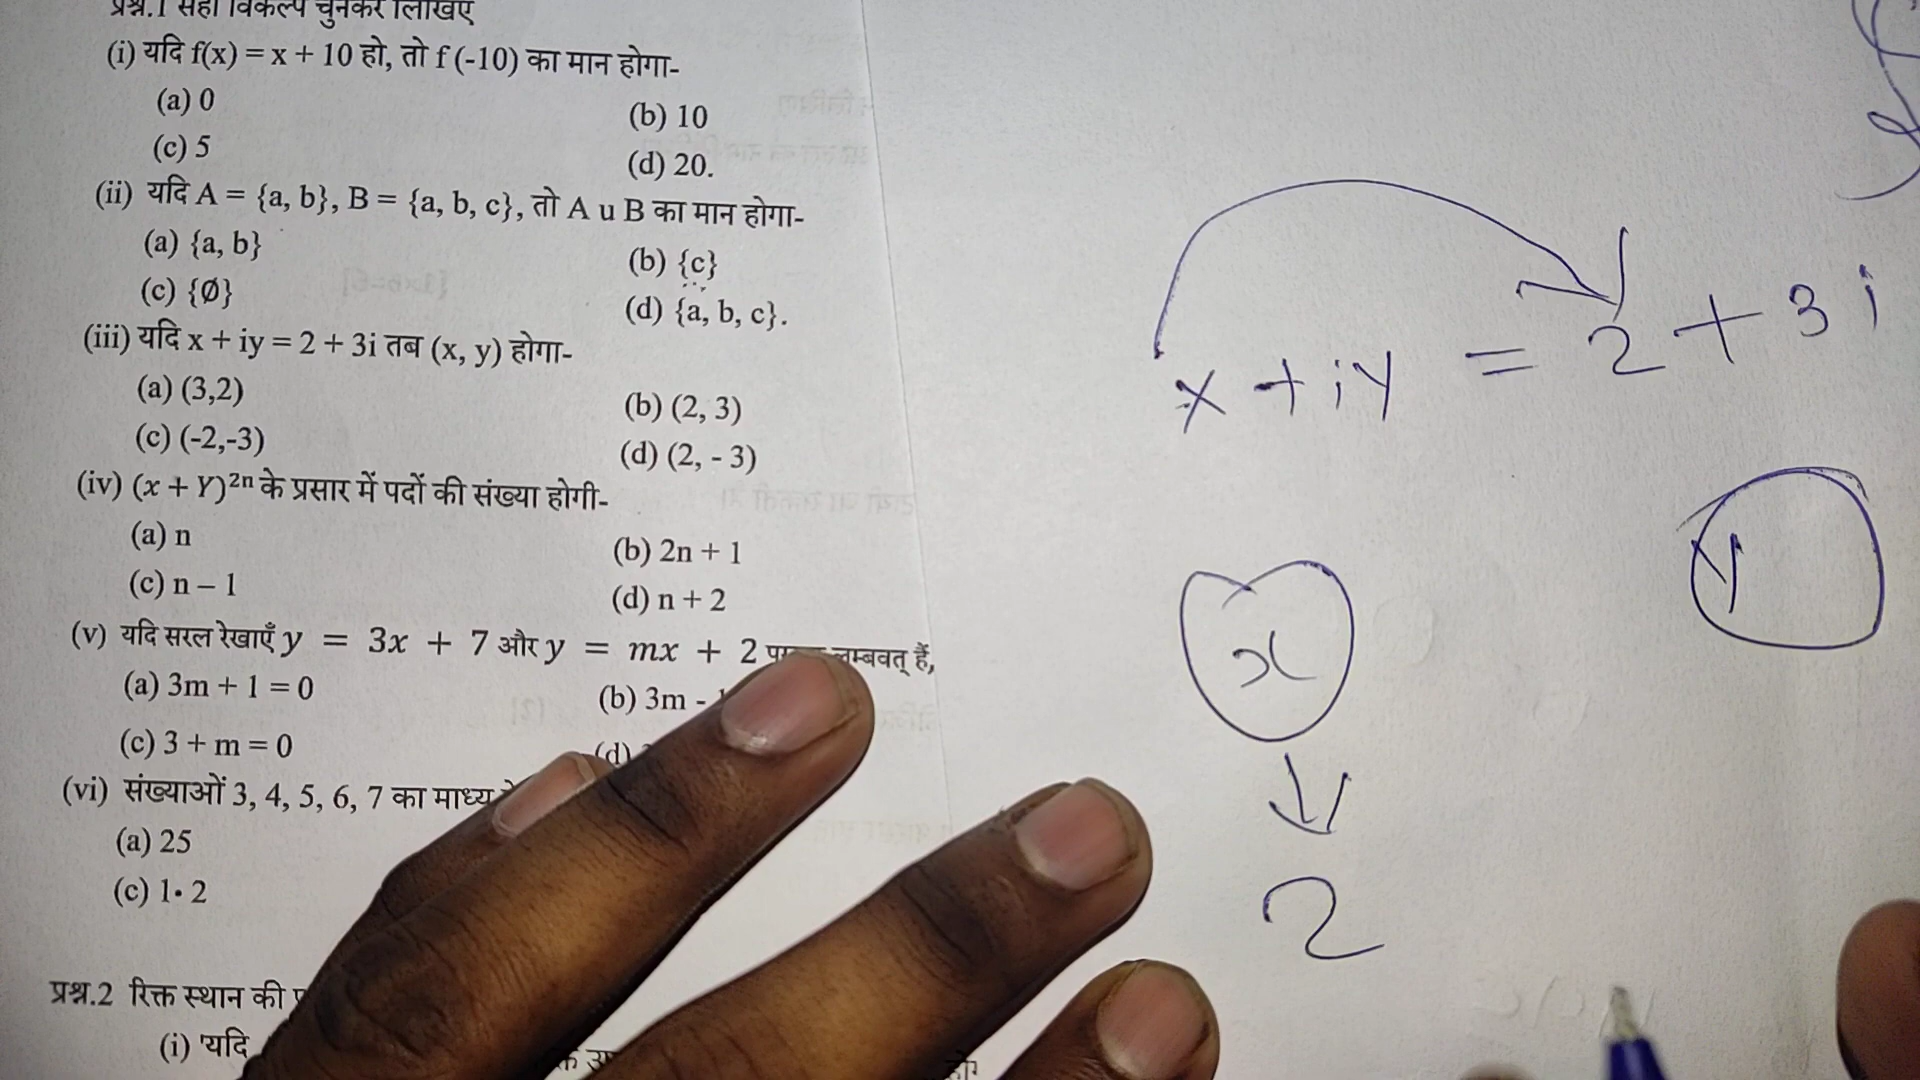 प्रश्न.1 सही विकल्प चुनकर लिखिए
(i) यदि f(x) = x + 10 हो, तो f (-10) का मान होगा-
(a) 0
(b) 10
(c) 5
(d) 20.
(ii) यदि A = {a, b}, B = {a, b, c}, तो A u B का मान होगा-
(a) {a, b}
(b) {c}
(c) {∅}
(d) {a, b, c}.
(iii) यदि x + iy = 2 + 3i तब (x, y) होगा-
(a) (3,2)
(b) (2, 3)
(c) (-2,-3)
(d) (2, - 3)
(iv) (x + Y)²ⁿ के प्रसार में पदों की संख्या होगी-
(a) n
(b) 2n + 1
(c) n – 1
(d) n + 2
(v) यदि सरल रेखाएँ y = 3x + 7 और y = mx + 2 लम्बवत् हैं,
(a) 3m + 1 = 0
(b) 3m -
(c) 3 + m = 0
(d)
(vi) संख्याओं 3, 4, 5, 6, 7 का माध्य
(a) 25
(c) 1• 2
प्रश्न.2 रिक्त स्थान की
(i) 'यदि
x + iy = 2 + 3 i
x
y
2